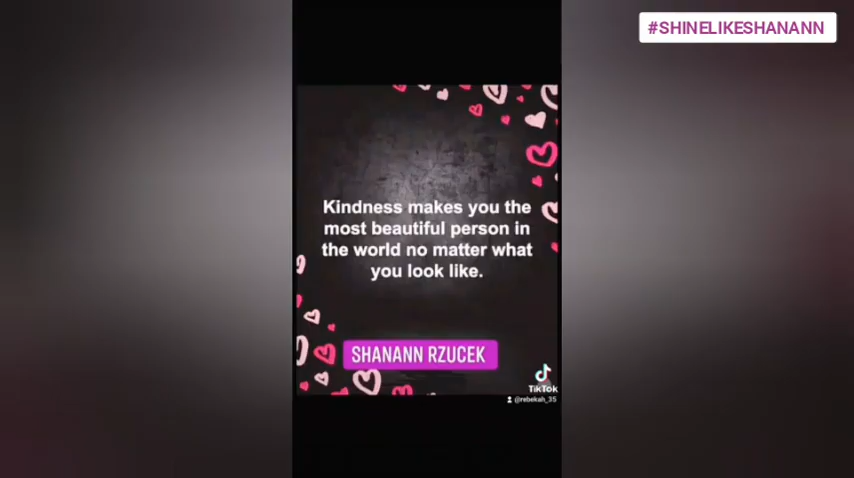 #SHINELIKESHANANN
Kindness makes you the
most beautiful person in
the world no matter what
you look like.
SHANANN RZUCEK
TikTok
@rebekah_35